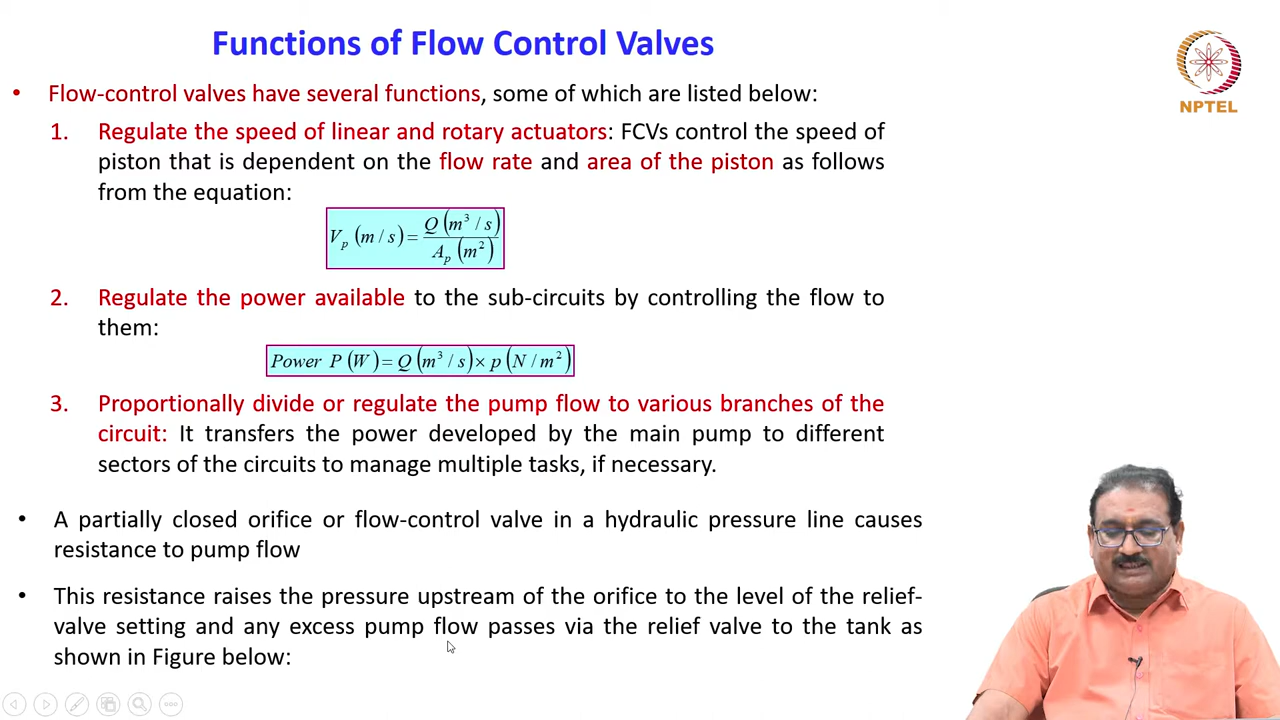 Functions of Flow Control Valves
NPTEL
• Flow-control valves have several functions, some of which are listed below:
1. Regulate the speed of linear and rotary actuators: FCVs control the speed of
piston that is dependent on the flow rate and area of the piston as follows
from the equation:
V_p (m / s) = Q (m³ / s) / A_p (m²)
2. Regulate the power available to the sub-circuits by controlling the flow to
them:
Power P (W) = Q (m³ / s) × p (N / m²)
3. Proportionally divide or regulate the pump flow to various branches of the
circuit: It transfers the power developed by the main pump to different
sectors of the circuits to manage multiple tasks, if necessary.
• A partially closed orifice or flow-control valve in a hydraulic pressure line causes
resistance to pump flow
• This resistance raises the pressure upstream of the orifice to the level of the relief-
valve setting and any excess pump flow passes via the relief valve to the tank as
shown in Figure below: